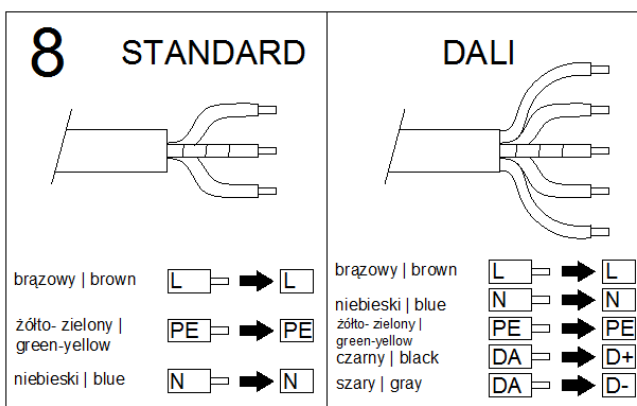 8 STANDARD
brązowy | brown L L
żółto- zielony |
green-yellow PE PE
niebieski | blue N N
DALI
brązowy | brown L L
niebieski | blue N N
żółto- zielony |
green-yellow PE PE
czarny | black DA D+
szary | gray DA D-